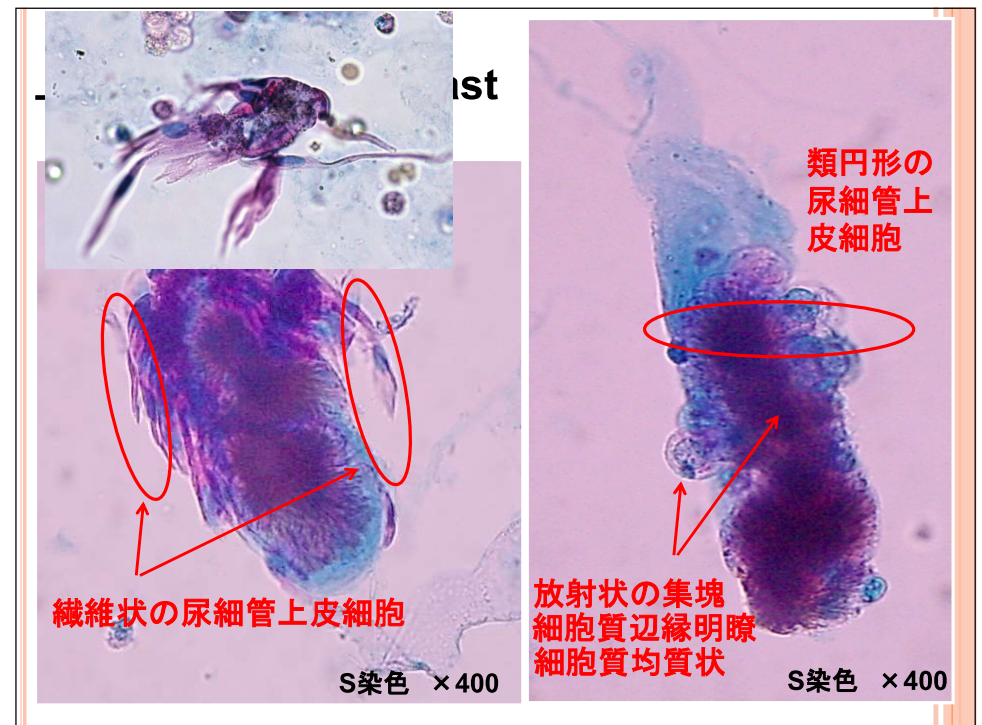 ast
類円形の
尿細管上
皮細胞
繊維状の尿細管上皮細胞
放射状の集塊
細胞質辺縁明瞭
細胞質均質状
S染色 ×400
S染色 ×400